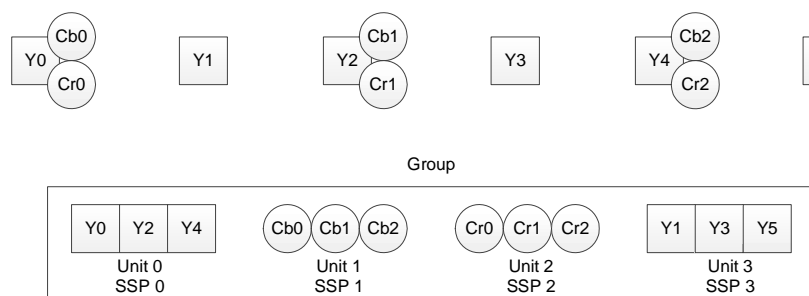 Cb0 Cb1 Cb2
Y0 Y1 Y2 Y3 Y4
Cr0 Cr1 Cr2
Group
Y0 Y2 Y4 Cb0 Cb1 Cb2 Cr0 Cr1 Cr2 Y1 Y3 Y5
Unit 0 Unit 1 Unit 2 Unit 3
SSP 0 SSP 1 SSP 2 SSP 3